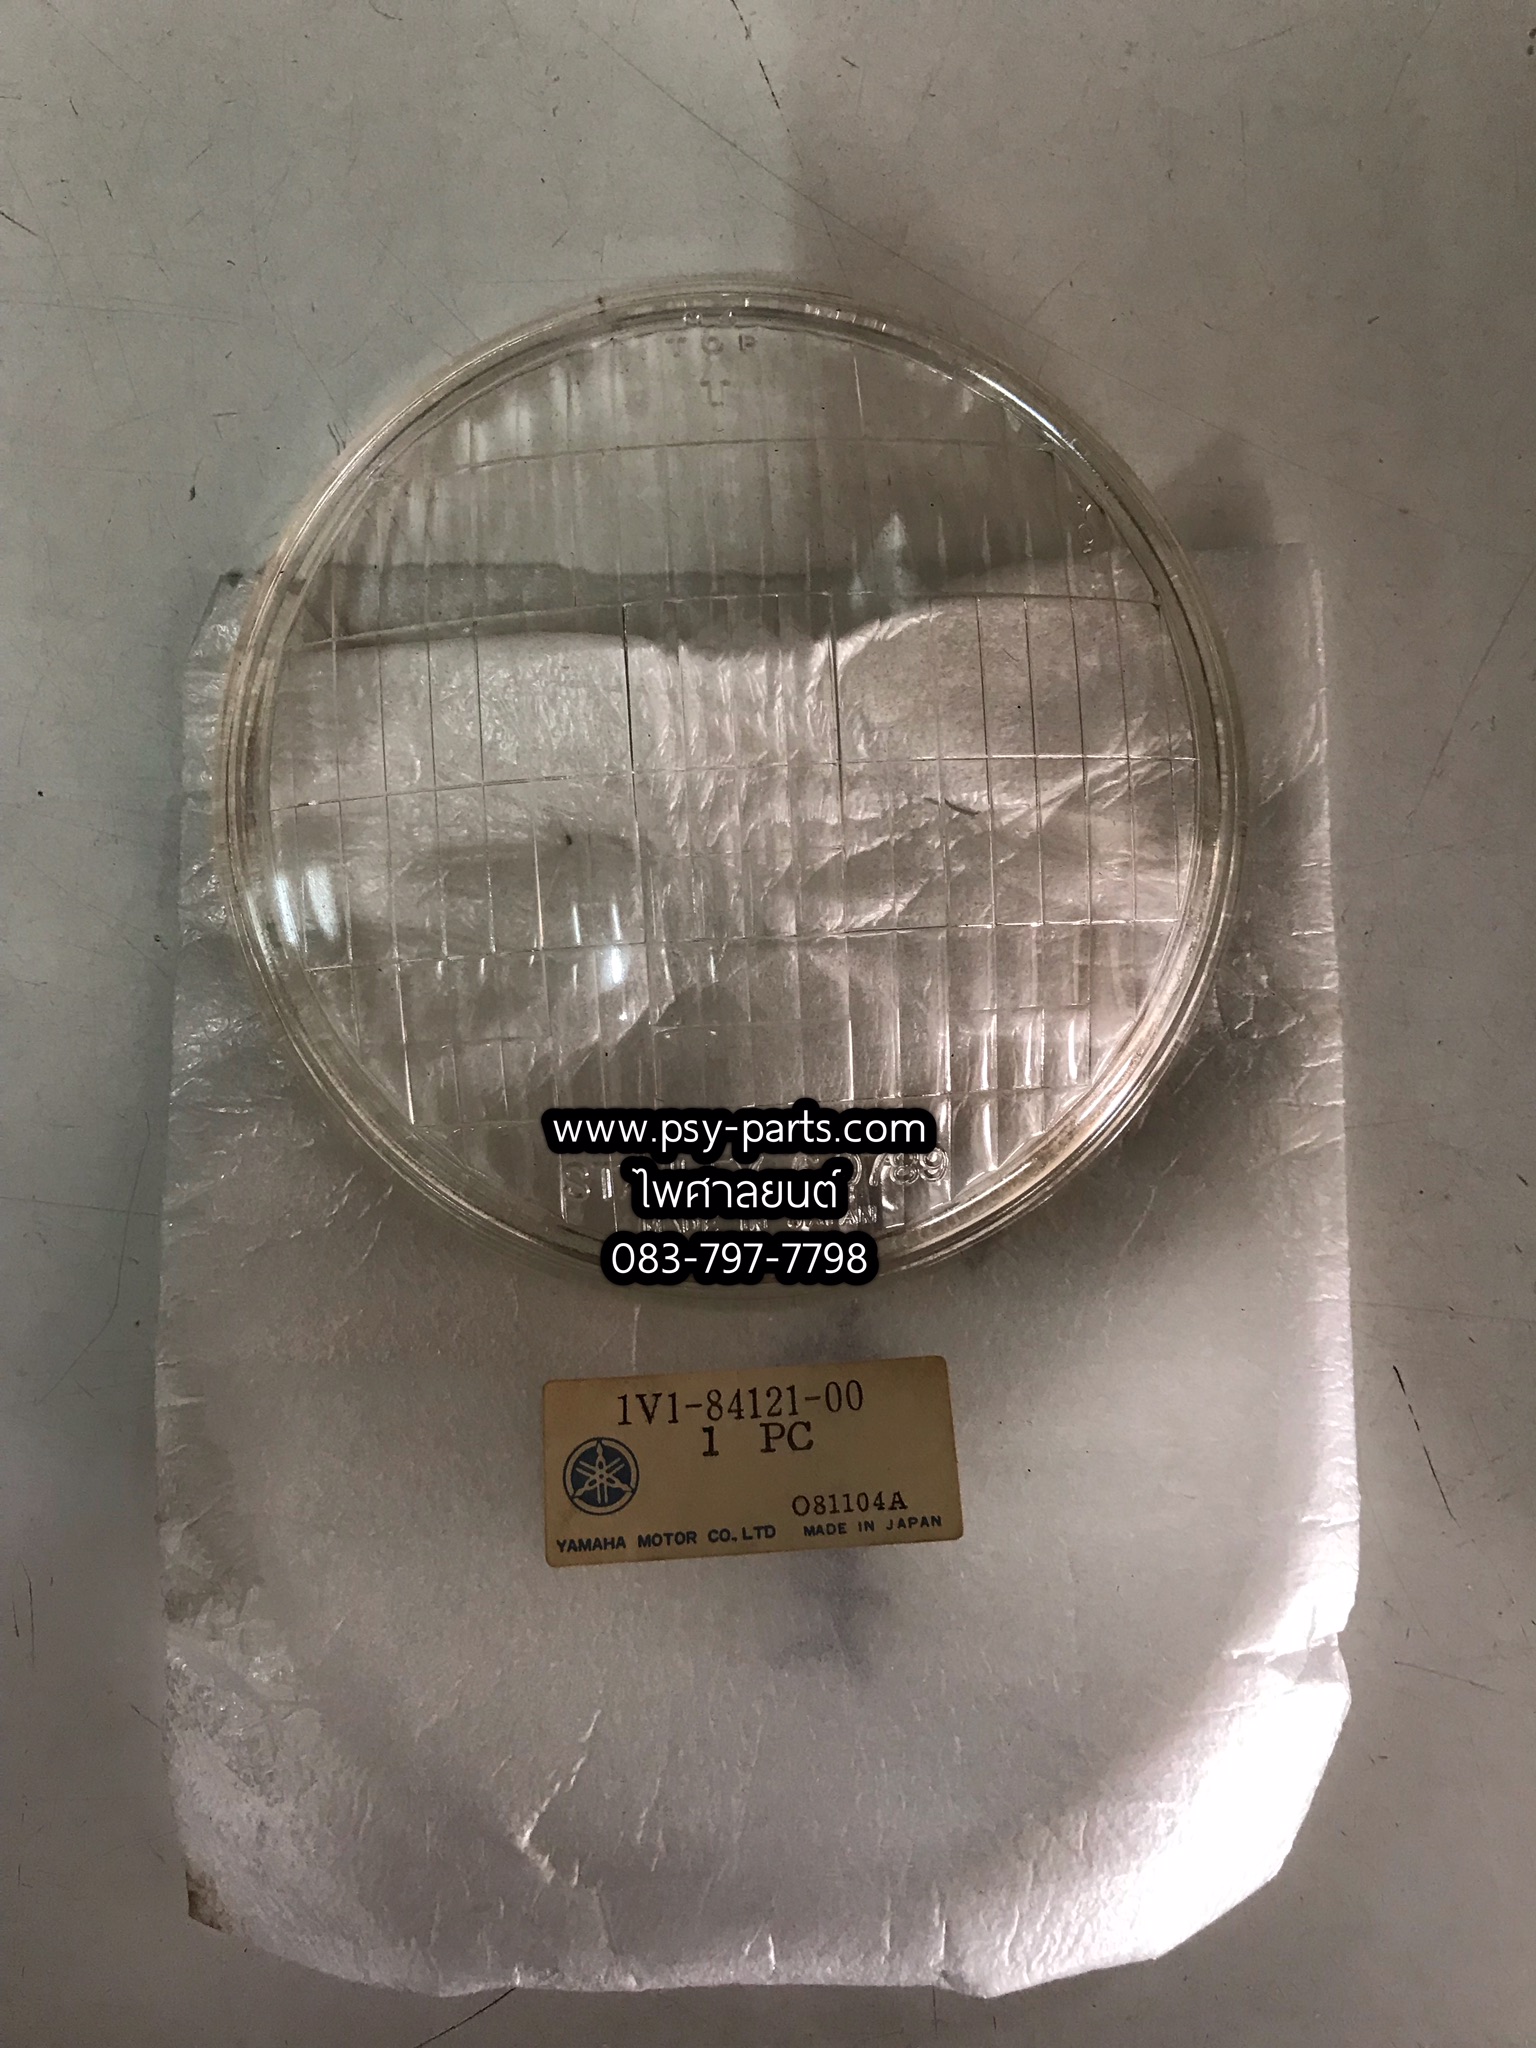 TOP
www.psy-parts.com
ไพศาลยนต์
083-797-7798
1V1-84121-00
1 PC
081104A
YAMAHA MOTOR CO., LTD MADE IN JAPAN